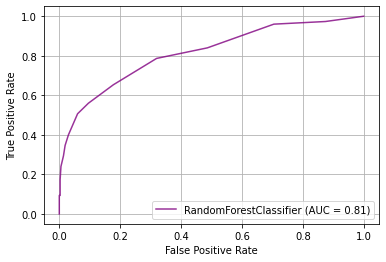 1.0
0.8
0.6
0.4
0.2
0.0
True Positive Rate
RandomForestClassifier (AUC = 0.81)
0.0 0.2 0.4 0.6 0.8 1.0
False Positive Rate